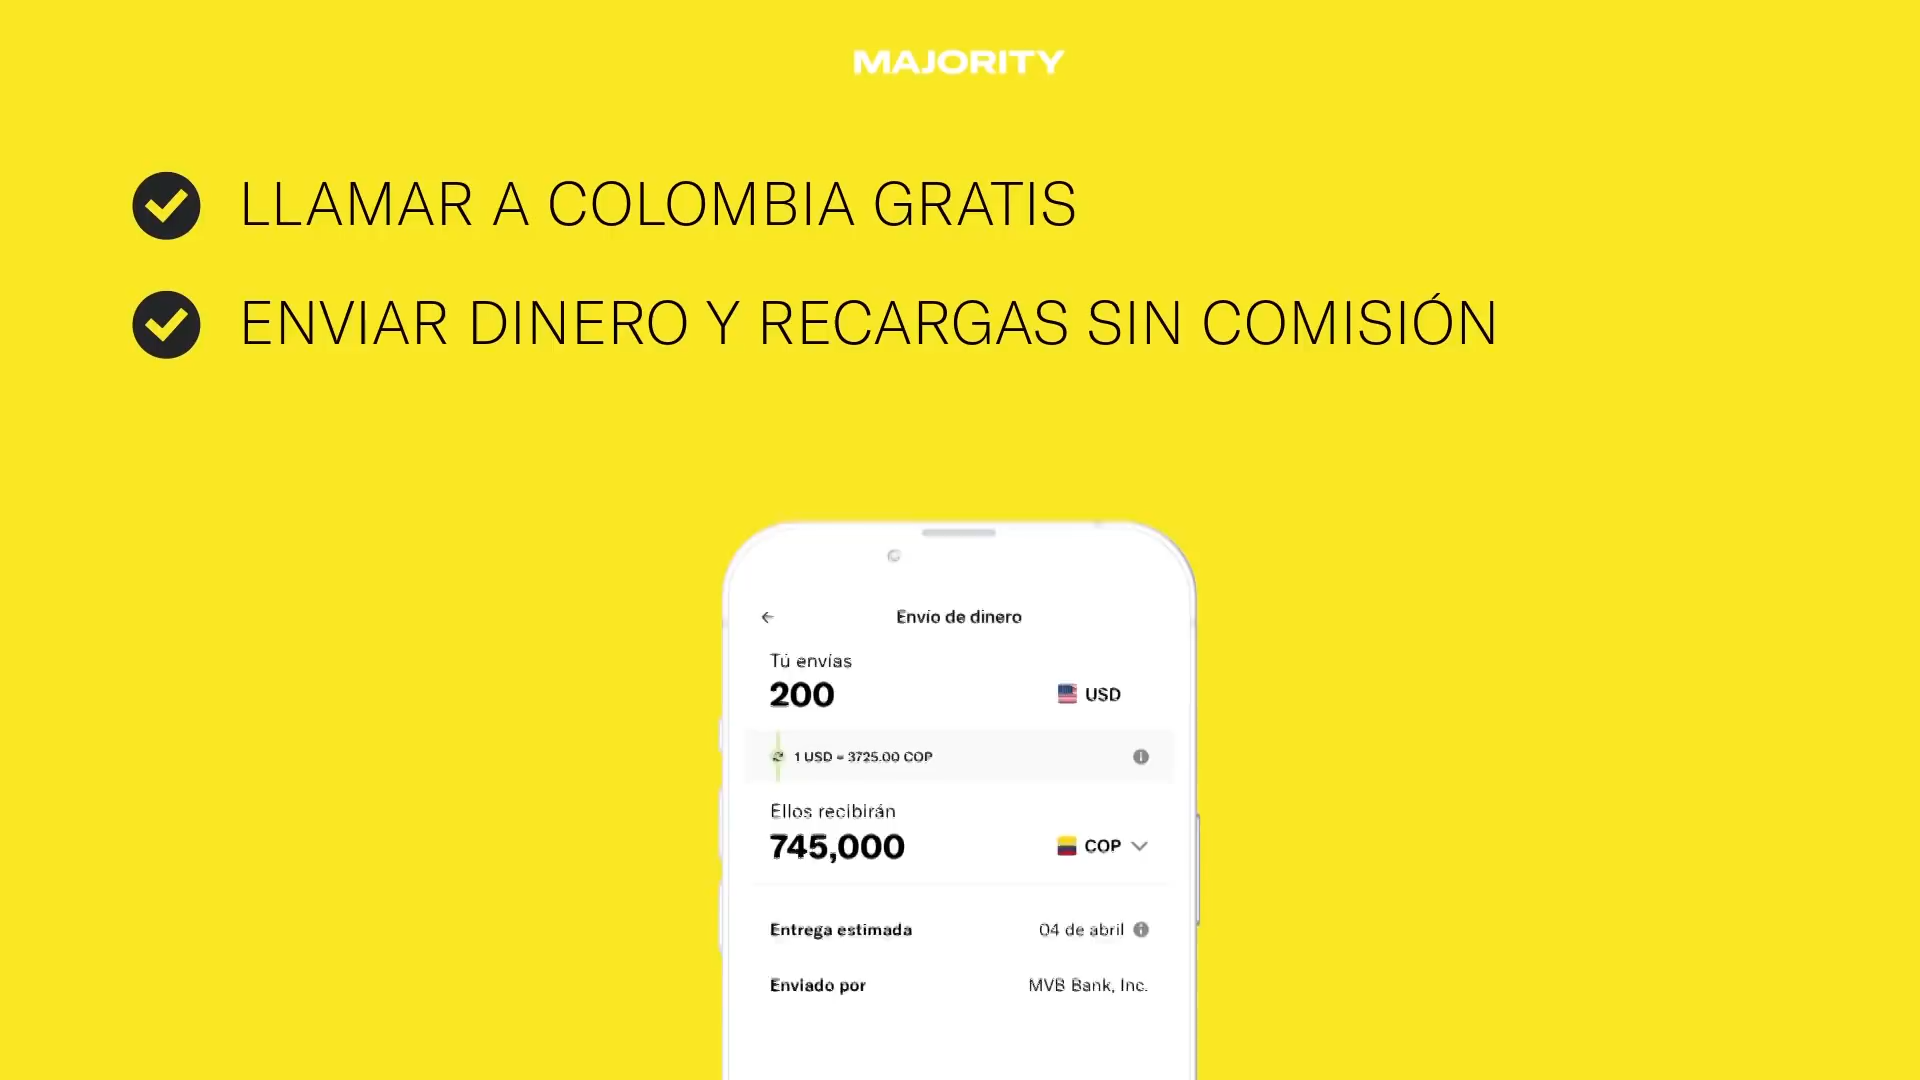 MAJORITY
LLAMAR A COLOMBIA GRATIS
ENVIAR DINERO Y RECARGAS SIN COMISIÓN
Envío de dinero
Tú envías
200 USD
1 USD = 3725.00 COP
Ellos recibirán
745,000 COP
Entrega estimada 04 de abril
Enviado por MVB Bank, Inc.